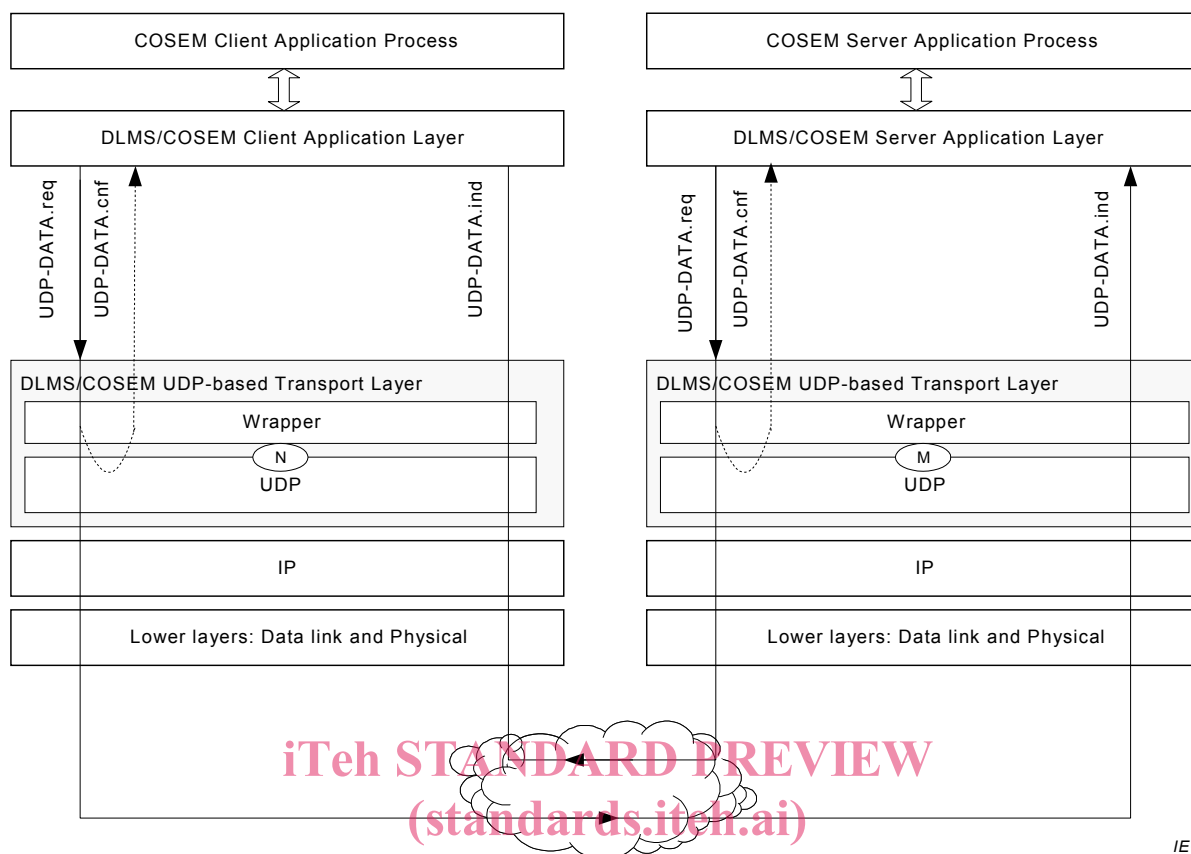 COSEM Client Application Process
COSEM Server Application Process
DLMS/COSEM Client Application Layer
DLMS/COSEM Server Application Layer
UDP-DATA.req
UDP-DATA.cnf
UDP-DATA.ind
UDP-DATA.req
UDP-DATA.cnf
UDP-DATA.ind
DLMS/COSEM UDP-based Transport Layer
DLMS/COSEM UDP-based Transport Layer
Wrapper
Wrapper
N
M
UDP
UDP
IP
IP
Lower layers: Data link and Physical
Lower layers: Data link and Physical
iTeh STANDARD PREVIEW
(standards.iteh.ai)
IE